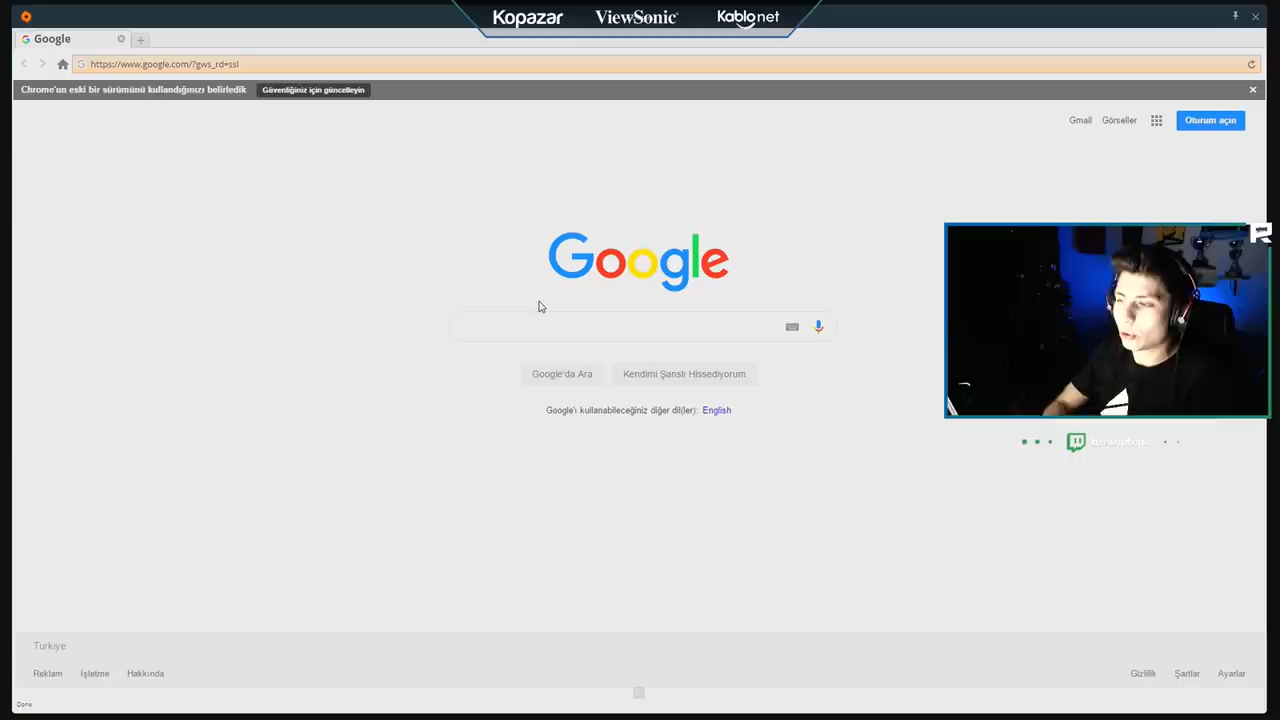 Kopazar
ViewSonic
Kablonet
Google
https://www.google.com/?gws_rd=ssl
Chrome'un eski bir sürümünü kullandığınızı belirledik
Güvenliğiniz için güncelleyin
Gmail
Görseller
Oturum açın
Google
Google'da Ara
Kendimi Şanslı Hissediyorum
Google'ı kullanabileceğiniz diğer dil(ler): English
Türkiye
Reklam
İşletme
Hakkında
Gizlilik
Şartlar
Ayarlar
Done